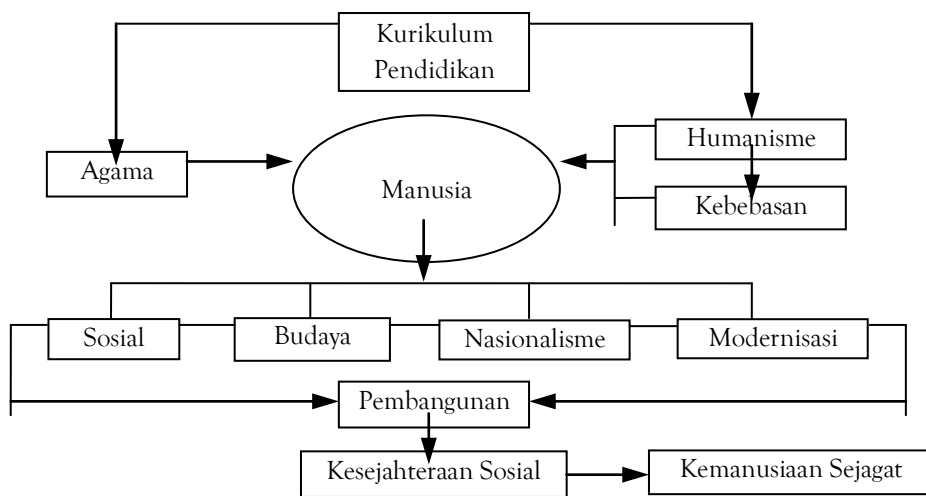 Kurikulum
Pendidikan
Humanisme
Agama
Manusia
Kebebasan
Sosial
Budaya
Nasionalisme
Modernisasi
Pembangunan
Kesejahteraan Sosial
Kemanusiaan Sejagat